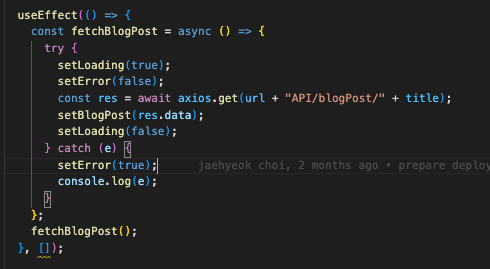 useEffect(() => {
  const fetchBlogPost = async () => {
    try {
      setLoading(true);
      setError(false);
      const res = await axios.get(url + "API/blogPost/" + title);
      setBlogPost(res.data);
      setLoading(false);
    } catch (e) {
      setError(true); jaehyeok choi, 2 months ago • prepare deploy
      console.log(e);
    }
  };
  fetchBlogPost();
}, []);